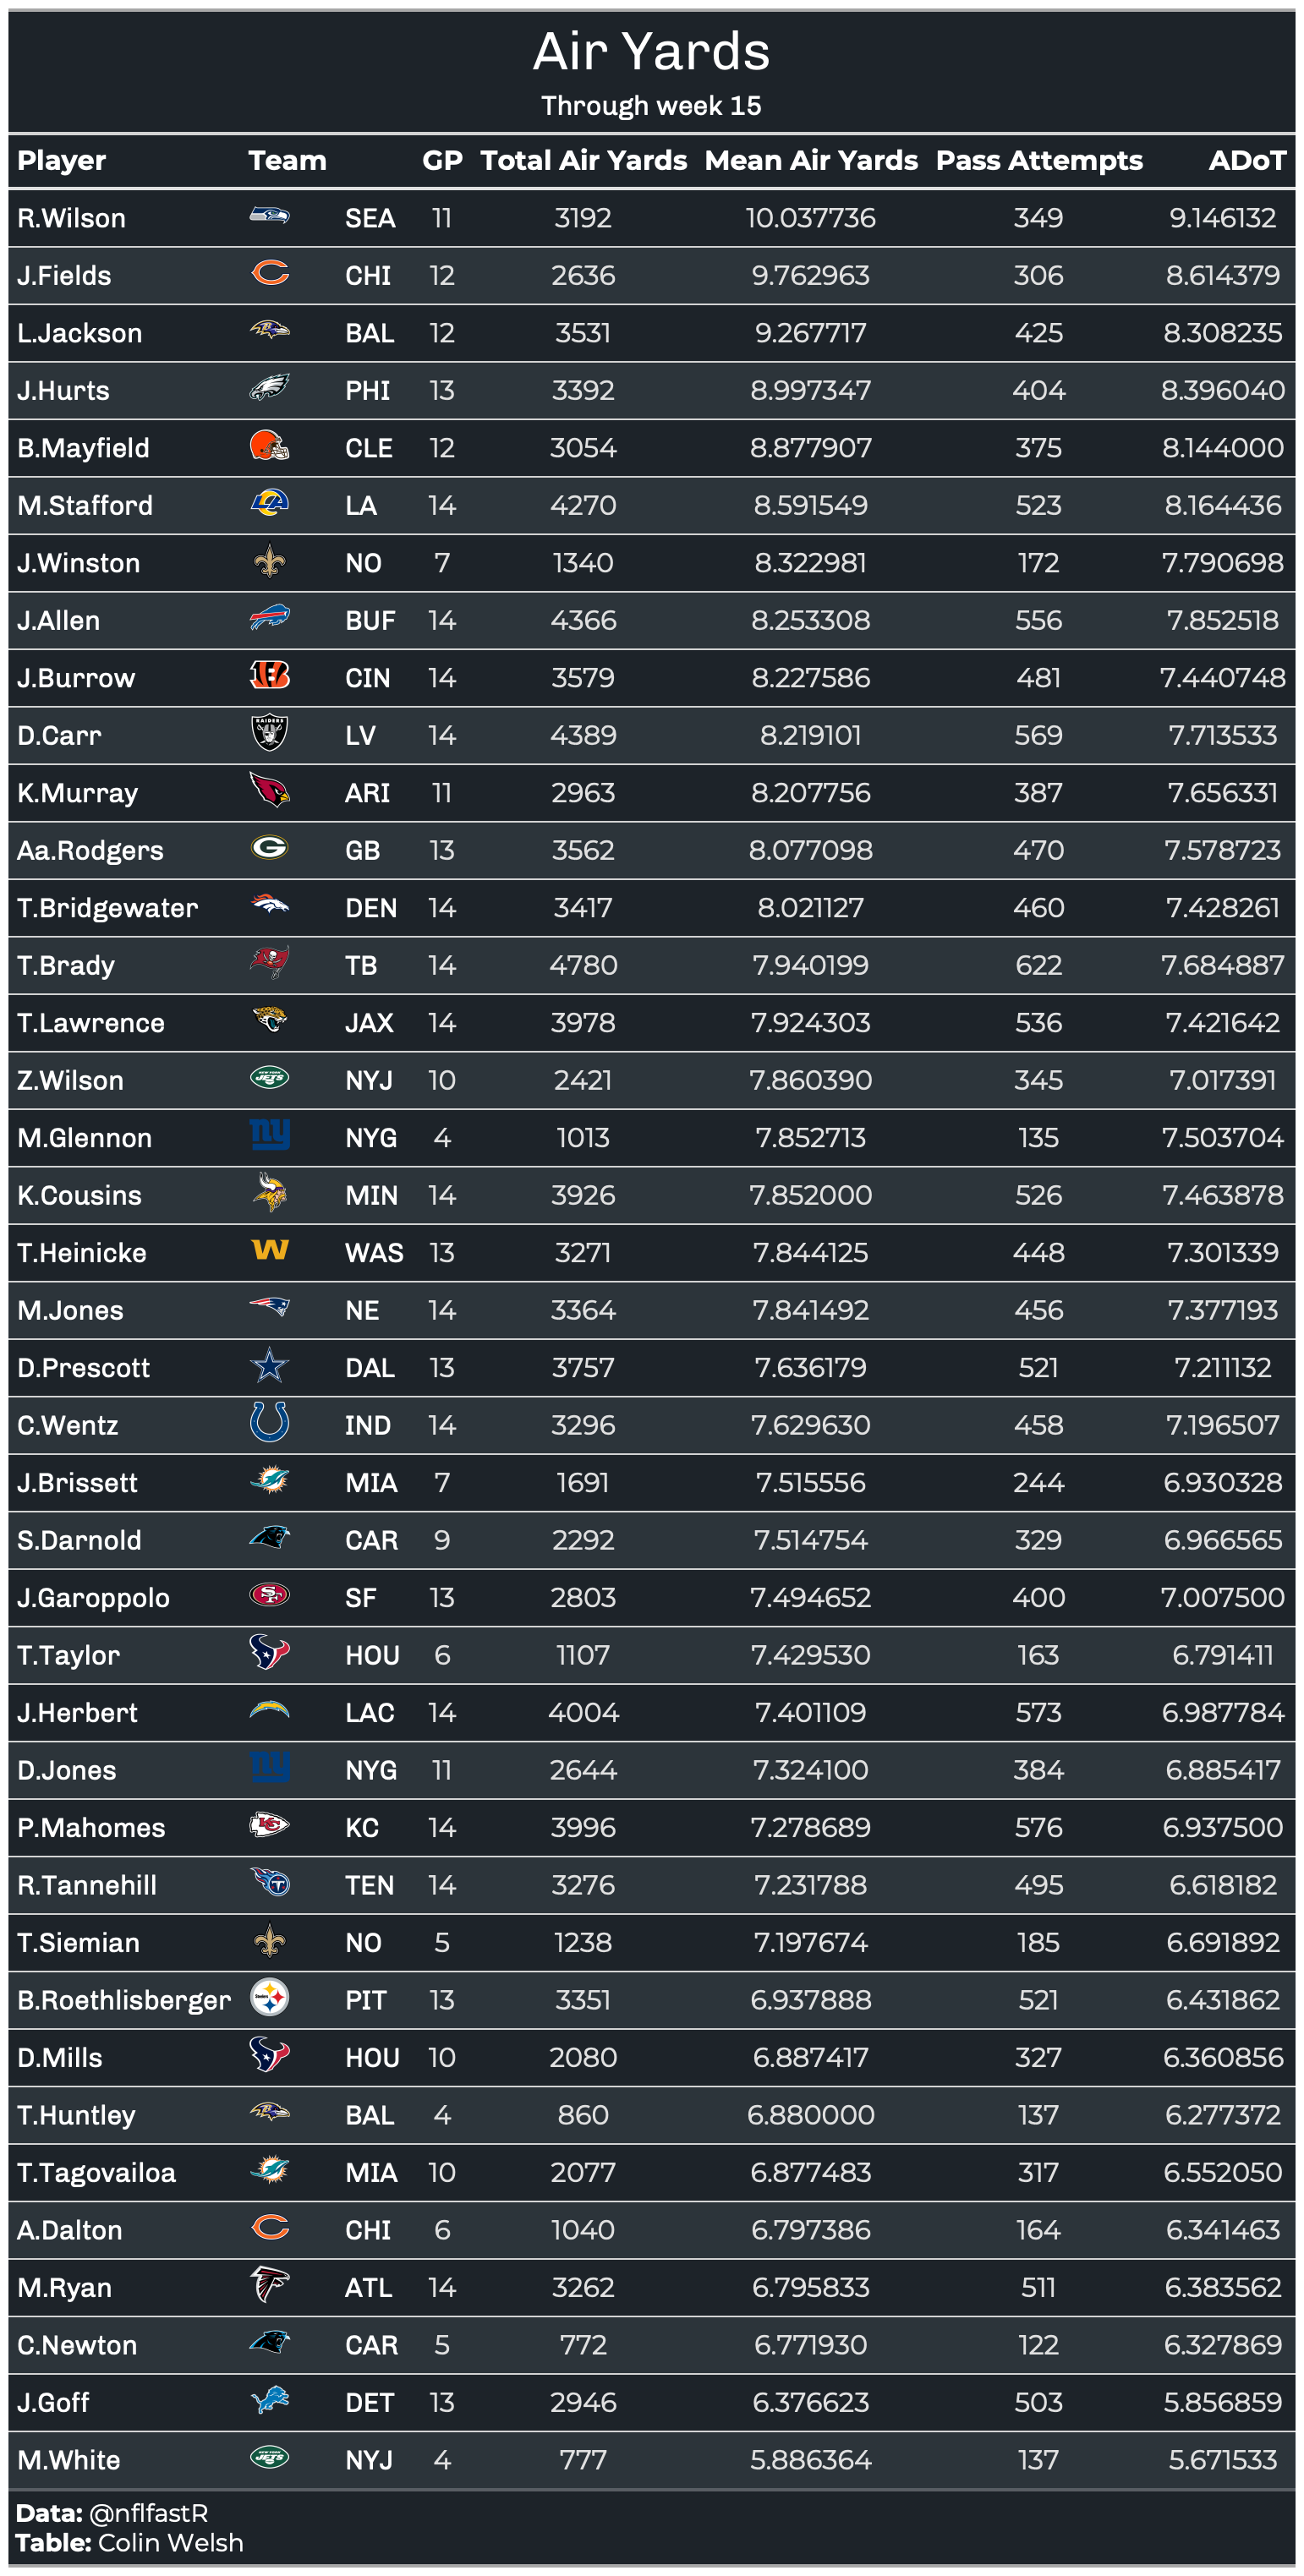 Air Yards
Through week 15
Player Team GP Total Air Yards Mean Air Yards Pass Attempts ADoT
R.Wilson SEA 11 3192 10.037736 349 9.146132
J.Fields CHI 12 2636 9.762963 306 8.614379
L.Jackson BAL 12 3531 9.267717 425 8.308235
J.Hurts PHI 13 3392 8.997347 404 8.396040
B.Mayfield CLE 12 3054 8.877907 375 8.144000
M.Stafford LA 14 4270 8.591549 523 8.164436
J.Winston NO 7 1340 8.322981 172 7.790698
J.Allen BUF 14 4366 8.253308 556 7.852518
J.Burrow CIN 14 3579 8.227586 481 7.440748
D.Carr RAIDERS LV 14 4389 8.219101 569 7.713533
K.Murray ARI 11 2963 8.207756 387 7.656331
Aa.Rodgers G GB 13 3562 8.077098 470 7.578723
T.Bridgewater DEN 14 3417 8.021127 460 7.428261
T.Brady TB 14 4780 7.940199 622 7.684887
T.Lawrence JAX 14 3978 7.924303 536 7.421642
Z.Wilson JETS NYJ 10 2421 7.860390 345 7.017391
M.Glennon ny NYG 4 1013 7.852713 135 7.503704
K.Cousins MIN 14 3926 7.852000 526 7.463878
T.Heinicke W WAS 13 3271 7.844125 448 7.301339
M.Jones NE 14 3364 7.841492 456 7.377193
D.Prescott DAL 13 3757 7.636179 521 7.211132
C.Wentz IND 14 3296 7.629630 458 7.196507
J.Brissett MIA 7 1691 7.515556 244 6.930328
S.Darnold CAR 9 2292 7.514754 329 6.966565
J.Garoppolo SF SF 13 2803 7.494652 400 7.007500
T.Taylor HOU 6 1107 7.429530 163 6.791411
J.Herbert LAC 14 4004 7.401109 573 6.987784
D.Jones ny NYG 11 2644 7.324100 384 6.885417
P.Mahomes KC KC 14 3996 7.278689 576 6.937500
R.Tannehill T TEN 14 3276 7.231788 495 6.618182
T.Siemian NO 5 1238 7.197674 185 6.691892
B.Roethlisberger Steelers PIT 13 3351 6.937888 521 6.431862
D.Mills HOU 10 2080 6.887417 327 6.360856
T.Huntley BAL 4 860 6.880000 137 6.277372
T.Tagovailoa MIA 10 2077 6.877483 317 6.552050
A.Dalton CHI 6 1040 6.797386 164 6.341463
M.Ryan ATL 14 3262 6.795833 511 6.383562
C.Newton CAR 5 772 6.771930 122 6.327869
J.Goff DET 13 2946 6.376623 503 5.856859
M.White JETS NYJ 4 777 5.886364 137 5.671533
Data: @nflfastR
Table: Colin Welsh